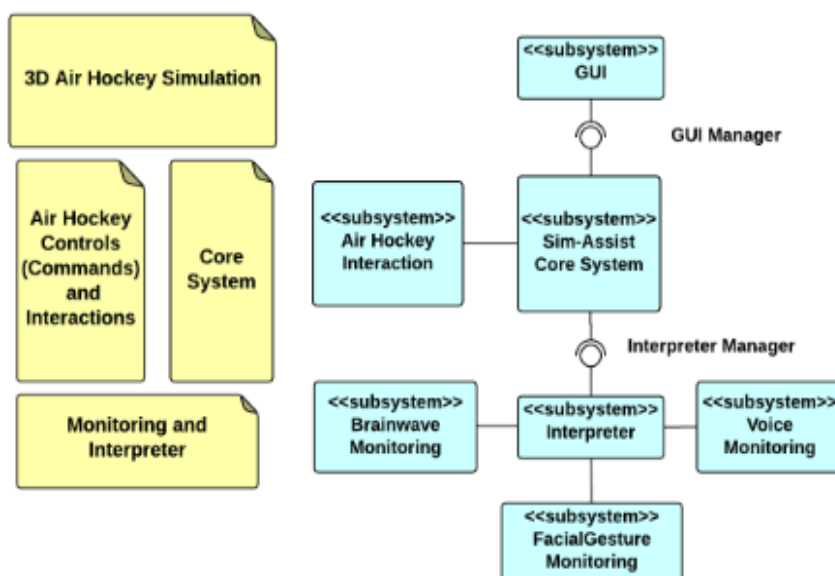 3D Air Hockey Simulation
Air Hockey
Controls
(Commands)
and
Interactions
Core
System
Monitoring and
Interpreter
<<subsystem>>
GUI
GUI Manager
<<subsystem>>
Air Hockey
Interaction
<<subsystem>>
Sim-Assist
Core System
Interpreter Manager
<<subsystem>>
Brainwave
Monitoring
<<subsystem>>
Interpreter
<<subsystem>>
Voice
Monitoring
<<subsystem>>
FacialGesture
Monitoring